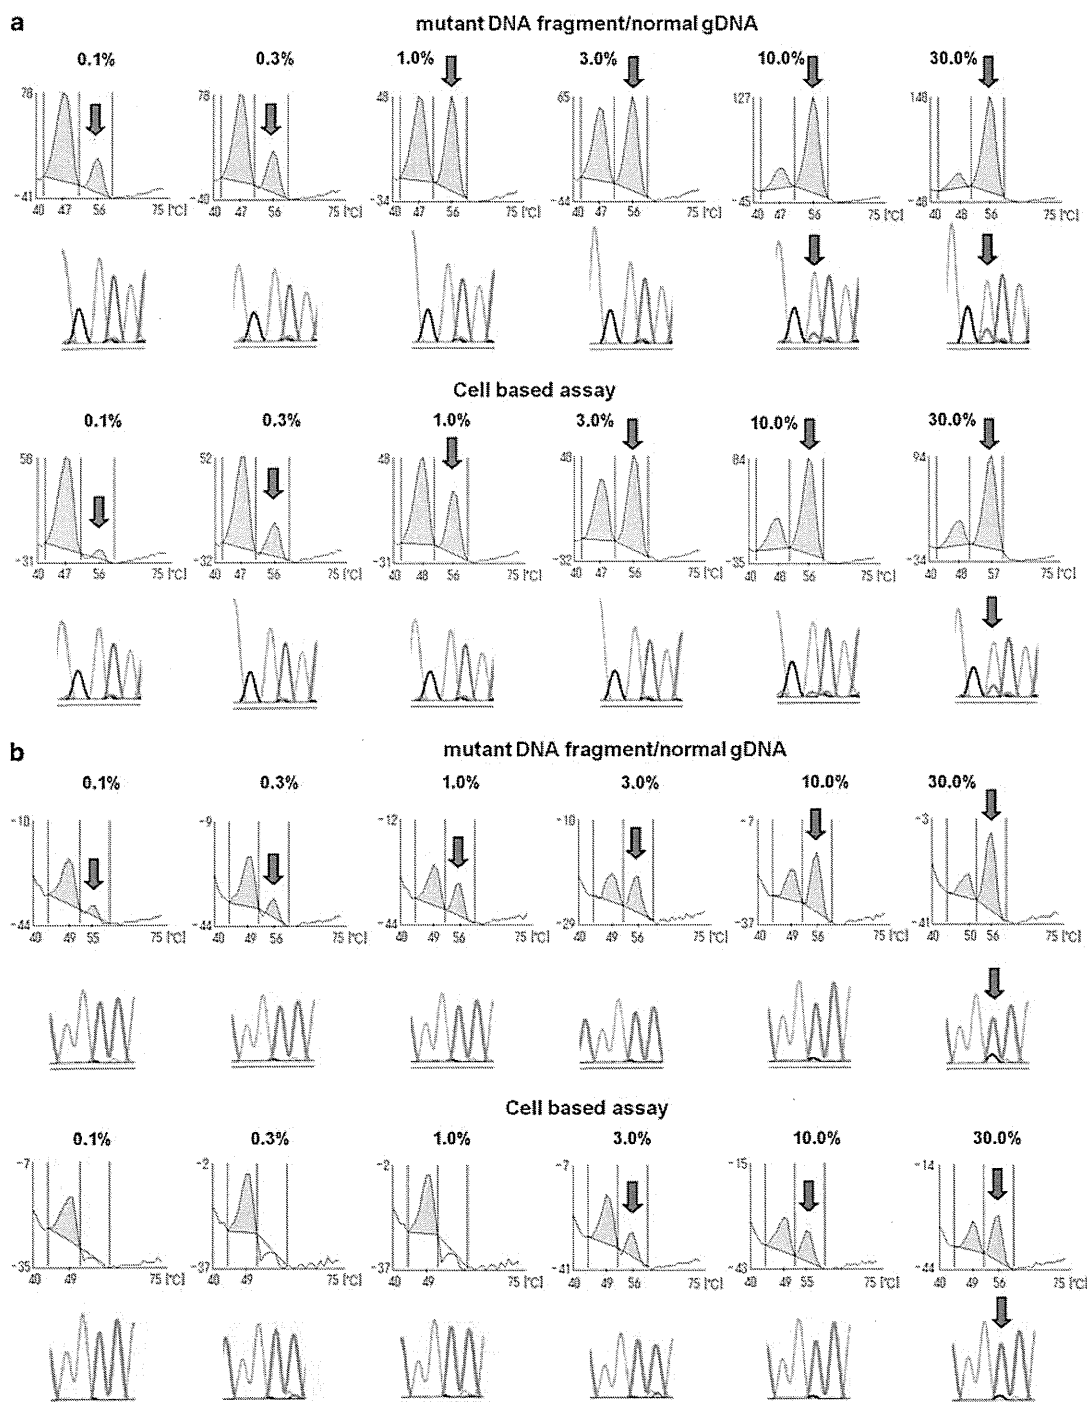 a
mutant DNA fragment/normal gDNA
0.1% 0.3% 1.0% 3.0% 10.0% 30.0%
78 78 48 65 127 148
-41 -40 -34 -44 -45 -48
40 47 56 75 [°C] 40 47 56 75 [°C] 40 48 56 75 [°C] 40 47 56 75 [°C] 40 47 56 75 [°C] 40 48 56 75 [°C]
Cell based assay
0.1% 0.3% 1.0% 3.0% 10.0% 30.0%
58 52 48 48 84 94
-31 -32 -31 -32 -35 -34
40 47 56 75 [°C] 40 47 56 75 [°C] 40 48 56 75 [°C] 40 47 56 75 [°C] 40 48 56 75 [°C] 40 48 57 75 [°C]
b
mutant DNA fragment/normal gDNA
0.1% 0.3% 1.0% 3.0% 10.0% 30.0%
-10 -9 -12 -10 -7 -3
-44 -44 -44 -37 -41
40 49 55 75 [°C] 40 49 55 75 [°C] 40 49 55 75 [°C] 40 49 56 75 [°C] 40 49 56 75 [°C] 40 50 56 75 [°C]
Cell based assay
0.1% 0.3% 1.0% 3.0% 10.0% 30.0%
-7 -2 -2 -7 -15 -14
-35 -37 -37 -41 -43 -44
40 49 75 [°C] 40 49 75 [°C] 40 49 75 [°C] 40 49 56 75 [°C] 40 49 55 75 [°C] 40 49 56 75 [°C]